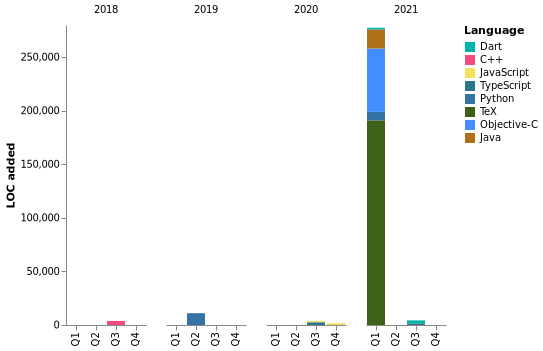 2018 2019 2020 2021
Language
Dart
C++
JavaScript
TypeScript
Python
TeX
Objective-C
Java
LOC added
250,000
200,000
150,000
100,000
50,000
0
Q1 Q2 Q3 Q4 Q1 Q2 Q3 Q4 Q1 Q2 Q3 Q4 Q1 Q2 Q3 Q4